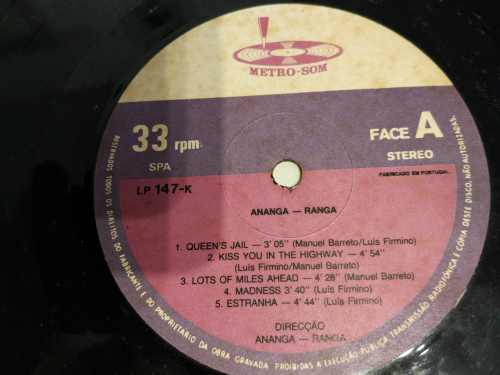 METRO-SOM
33 rpm.
SPA
LP 147-K
FACE A
STEREO
FABRICADO EM PORTUGAL
ANANGA — RANGA
1. QUEEN'S JAIL — 3' 05" (Manuel Barreto/Luis Firmino)
2. KISS YOU IN THE HIGHWAY — 4' 54"
(Luis Firmino/Manuel Barreto)
3. LOTS OF MILES AHEAD — 4' 28" (Manuel Barreto)
4. MADNESS 3' 40" (Luis Firmino)
5. ESTRANHA — 4' 44" (Luis Firmino)
DIRECÇÃO
ANANGA — RANGA
RESERVADOS TODOS OS DIREITOS DO FABRICANTE E DO PROPRIETARIO DA OBRA GRAVADA PROIBIDAS A EXECUÇÃO PÚBLICA TRANSMISSÃO RADIOFÓNICA E CÓPIA DESTE DISCO, NÃO AUTORIZADAS.